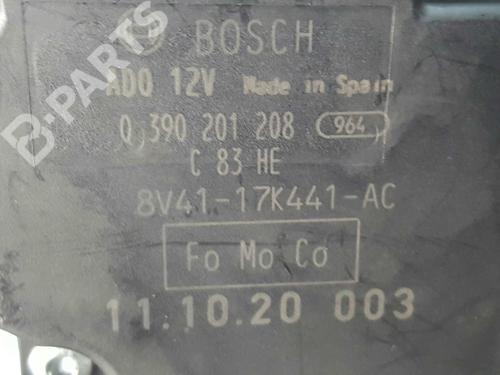 BOSCH
ADO 12V Made in Spain
0 390 201 208 964
C 83 HE
8V41-17K441-AC
Fo Mo Co
11.10.20 003
B-PARTS